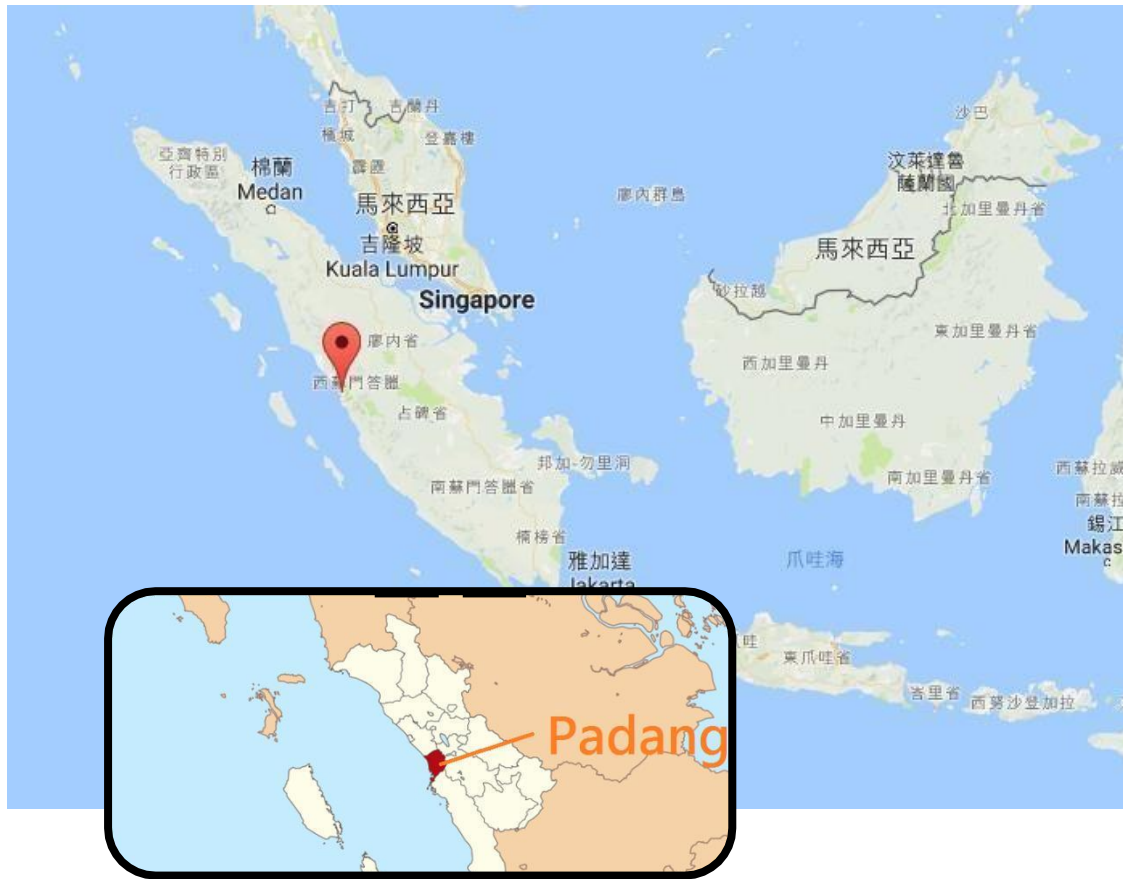 吉打
吉蘭丹
檳城
登嘉樓
沙巴
亞齊特別
行政區
棉蘭
Medan
霹靂
汶萊達魯
薩蘭國
廖內群島
馬來西亞
北加里曼丹省
吉隆坡
Kuala Lumpur
馬來西亞
砂拉越
Singapore
廖內省
東加里曼丹省
西加里曼丹
西蘇門答臘
占碑省
中加里曼丹
邦加-勿里洞
西蘇拉威
南加里曼丹省
南蘇門答臘省
南蘇拉
楠榜省
錫江
Makas
雅加達
Jakarta
爪哇海
爪哇
東爪哇省
峇里省
西努沙登加拉
Padang